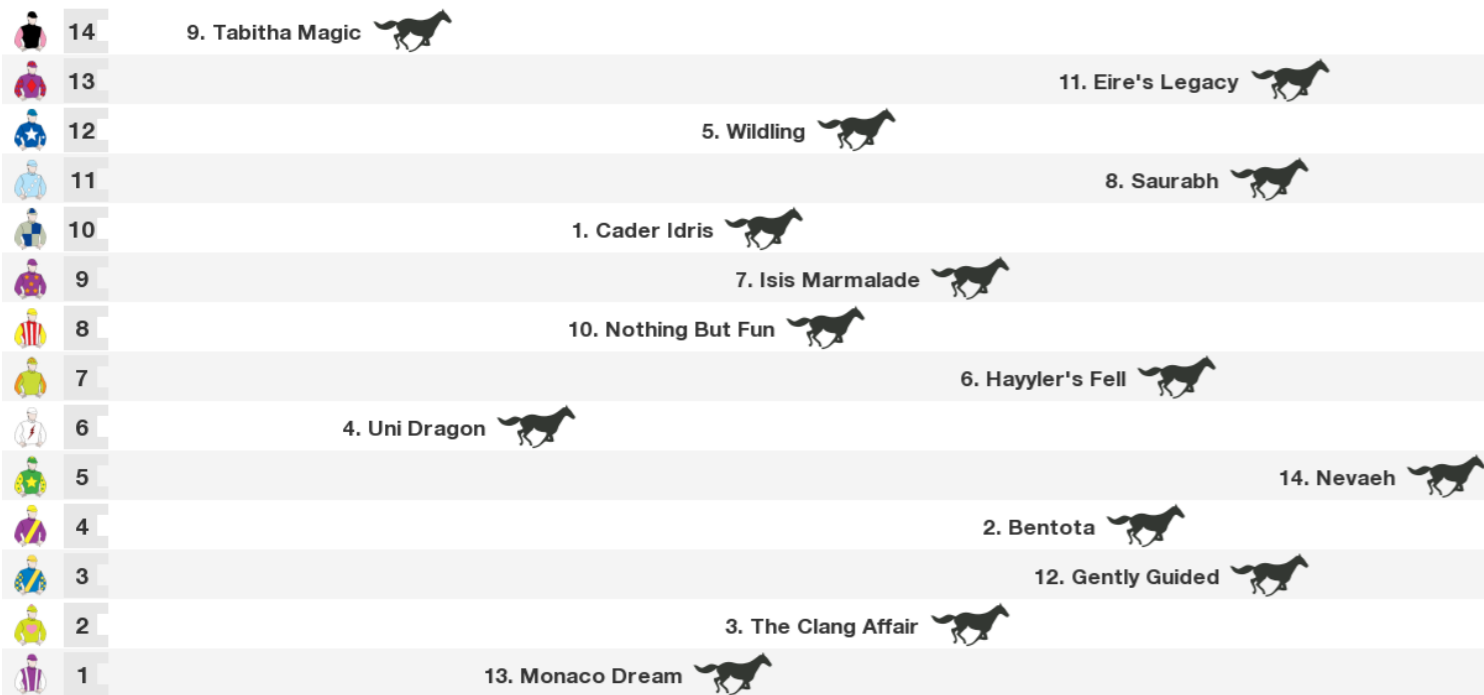 14 9. Tabitha Magic
13 11. Eire's Legacy
12 5. Wildling
11 8. Saurabh
10 1. Cader Idris
9 7. Isis Marmalade
8 10. Nothing But Fun
7 6. Hayyler's Fell
6 4. Uni Dragon
5 14. Nevaeh
4 2. Bentota
3 12. Gently Guided
2 3. The Clang Affair
1 13. Monaco Dream